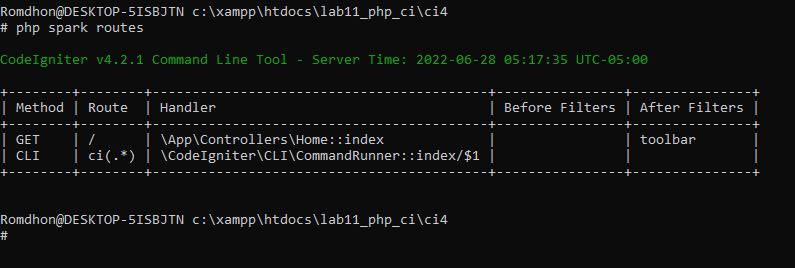 Romdhon@DESKTOP-5ISBJTN c:\xampp\htdocs\lab11_php_ci\ci4
# php spark routes
CodeIgniter v4.2.1 Command Line Tool - Server Time: 2022-06-28 05:17:35 UTC-05:00
+--------+--------+------------------------------------------+----------------+---------------+
| Method | Route  | Handler                                  | Before Filters | After Filters |
+--------+--------+------------------------------------------+----------------+---------------+
| GET    | /      | \App\Controllers\Home::index             |                | toolbar       |
| CLI    | ci(.*) | \CodeIgniter\CLI\CommandRunner::index/$1 |                |               |
+--------+--------+------------------------------------------+----------------+---------------+
Romdhon@DESKTOP-5ISBJTN c:\xampp\htdocs\lab11_php_ci\ci4
#